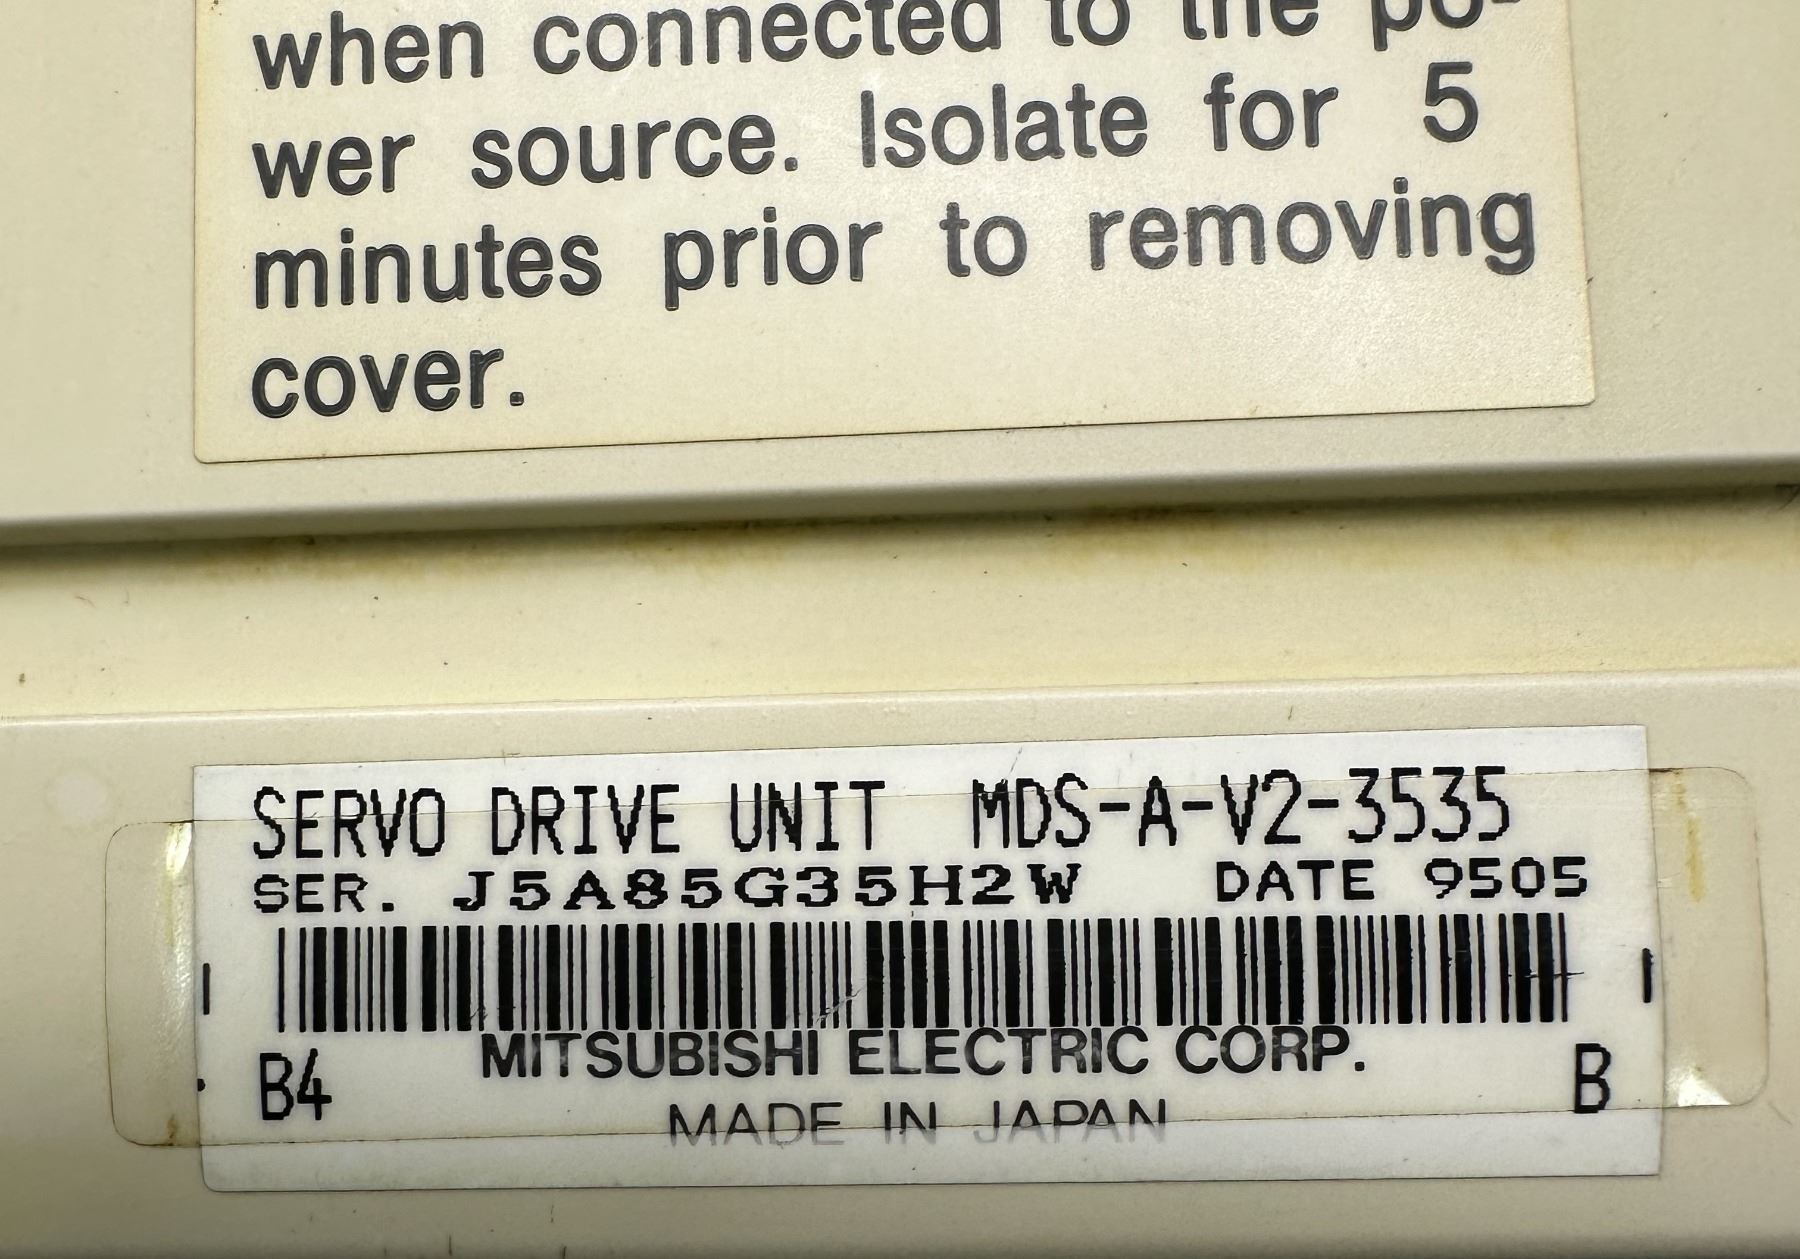 when connected to the po-
wer source. Isolate for 5
minutes prior to removing
cover.
SERVO DRIVE UNIT MDS-A-V2-3535
SER. J5A85G35H2W DATE 9505
MITSUBISHI ELECTRIC CORP.
B4 B
MADE IN JAPAN